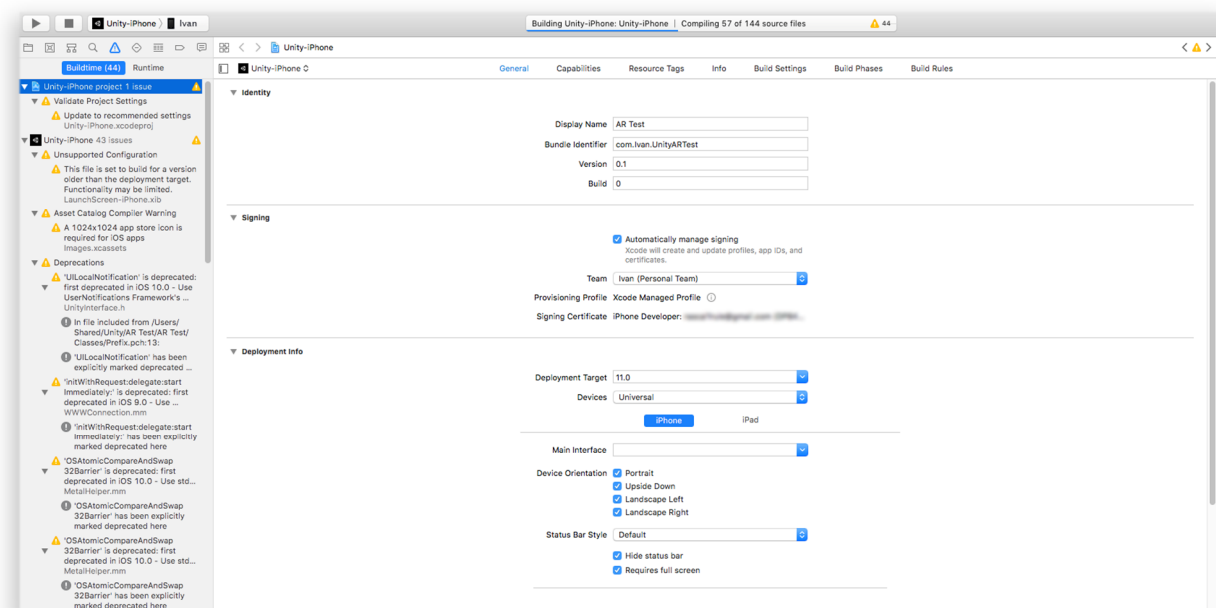 Unity-iPhone 〉 Ivan
Building Unity-iPhone: Unity-iPhone | Compiling 57 of 144 source files
44
Unity-iPhone
Buildtime (44)
Runtime
Unity-iPhone
General
Capabilities
Resource Tags
Info
Build Settings
Build Phases
Build Rules
Unity-iPhone project 1 issue
Validate Project Settings
Update to recommended settings
Unity-iPhone.xcodeproj
Unity-iPhone 43 issues
Unsupported Configuration
This file is set to build for a version
older than the deployment target.
Functionality may be limited.
LaunchScreen-iPhone.xib
Asset Catalog Compiler Warning
A 1024x1024 app store icon is
required for iOS apps
Images.xcassets
Deprecations
'UILocalNotification' is deprecated:
first deprecated in iOS 10.0 - Use
UserNotifications Framework's ...
UnityInterface.h
In file included from /Users/
Shared/Unity/AR Test/AR Test/
Classes/Prefix.pch:13:
'UILocalNotification' has been
explicitly marked deprecated ...
'initWithRequest:delegate:start
Immediately:' is deprecated: first
deprecated in iOS 9.0 - Use ...
WWWConnection.mm
'initWithRequest:delegate:start
Immediately:' has been explicitly
marked deprecated here
'OSAtomicCompareAndSwap
32Barrier' is deprecated: first
deprecated in iOS 10.0 - Use std...
MetalHelper.mm
'OSAtomicCompareAndSwap
32Barrier' has been explicitly
marked deprecated here
'OSAtomicCompareAndSwap
32Barrier' is deprecated: first
deprecated in iOS 10.0 - Use std...
MetalHelper.mm
'OSAtomicCompareAndSwap
32Barrier' has been explicitly
marked deprecated here
Identity
Display Name AR Test
Bundle Identifier com.Ivan.UnityARTest
Version 0.1
Build 0
Signing
Automatically manage signing
Xcode will create and update profiles, app IDs, and
certificates.
Team Ivan (Personal Team)
Provisioning Profile Xcode Managed Profile
Signing Certificate iPhone Developer:
Deployment Info
Deployment Target 11.0
Devices Universal
iPhone
iPad
Main Interface
Device Orientation Portrait
Upside Down
Landscape Left
Landscape Right
Status Bar Style Default
Hide status bar
Requires full screen